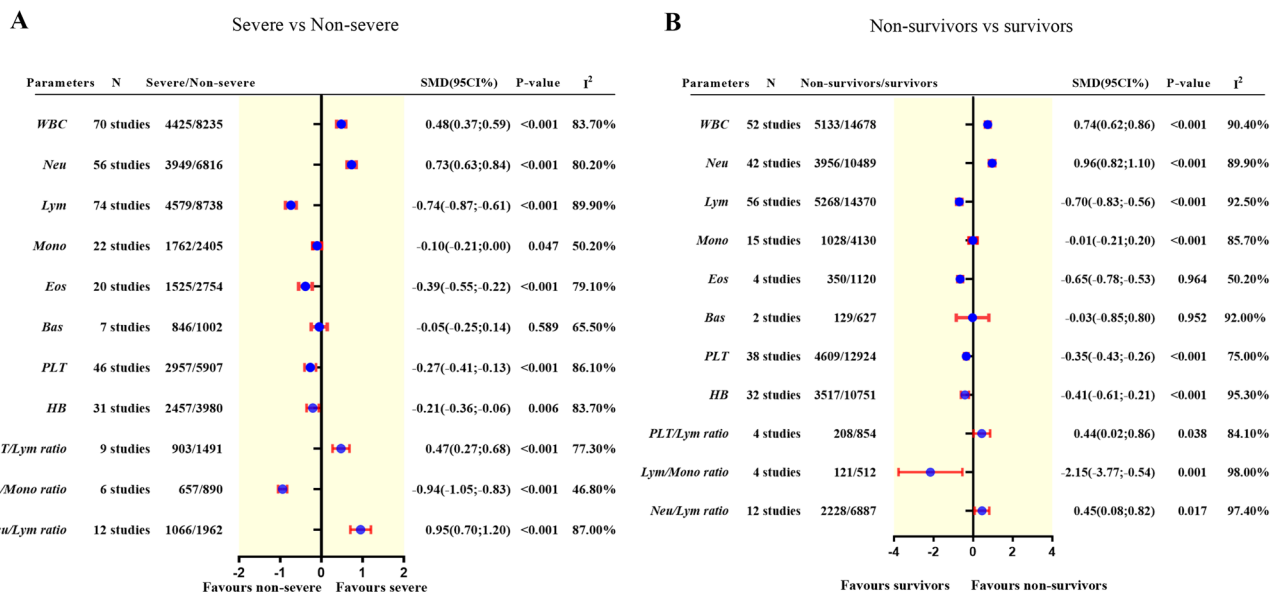 A
Severe vs Non-severe
Parameters N Severe/Non-severe SMD(95CI%) P-value I²
WBC 70 studies 4425/8235 0.48(0.37;0.59) <0.001 83.70%
Neu 56 studies 3949/6816 0.73(0.63;0.84) <0.001 80.20%
Lym 74 studies 4579/8738 -0.74(-0.87;-0.61) <0.001 89.90%
Mono 22 studies 1762/2405 -0.10(-0.21;0.00) 0.047 50.20%
Eos 20 studies 1525/2754 -0.39(-0.55;-0.22) <0.001 79.10%
Bas 7 studies 846/1002 -0.05(-0.25;0.14) 0.589 65.50%
PLT 46 studies 2957/5907 -0.27(-0.41;-0.13) <0.001 86.10%
HB 31 studies 2457/3980 -0.21(-0.36;-0.06) 0.006 83.70%
T/Lym ratio 9 studies 903/1491 0.47(0.27;0.68) <0.001 77.30%
/Mono ratio 6 studies 657/890 -0.94(-1.05;-0.83) <0.001 46.80%
u/Lym ratio 12 studies 1066/1962 0.95(0.70;1.20) <0.001 87.00%
-2 -1 0 1 2
Favours non-severe Favours severe
B
Non-survivors vs survivors
Parameters N Non-survivors/survivors SMD(95CI%) P-value I²
WBC 52 studies 5133/14678 0.74(0.62;0.86) <0.001 90.40%
Neu 42 studies 3956/10489 0.96(0.82;1.10) <0.001 89.90%
Lym 56 studies 5268/14370 -0.70(-0.83;-0.56) <0.001 92.50%
Mono 15 studies 1028/4130 -0.01(-0.21;0.20) <0.001 85.70%
Eos 4 studies 350/1120 -0.65(-0.78;-0.53) 0.964 50.20%
Bas 2 studies 129/627 -0.03(-0.85;0.80) 0.952 92.00%
PLT 38 studies 4609/12924 -0.35(-0.43;-0.26) <0.001 75.00%
HB 32 studies 3517/10751 -0.41(-0.61;-0.21) <0.001 95.30%
PLT/Lym ratio 4 studies 208/854 0.44(0.02;0.86) 0.038 84.10%
Lym/Mono ratio 4 studies 121/512 -2.15(-3.77;-0.54) 0.001 98.00%
Neu/Lym ratio 12 studies 2228/6887 0.45(0.08;0.82) 0.017 97.40%
-4 -2 0 2 4
Favours survivors Favours non-survivors